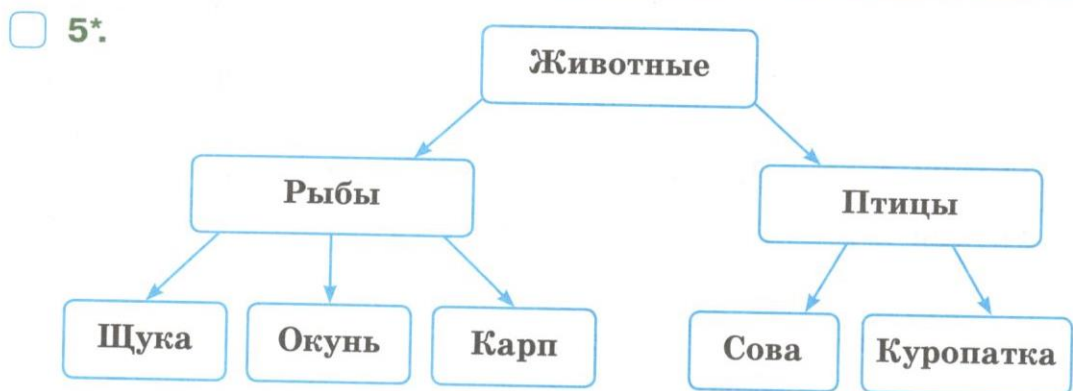 5*.
Животные
Рыбы
Птицы
Щука
Окунь
Карп
Сова
Куропатка